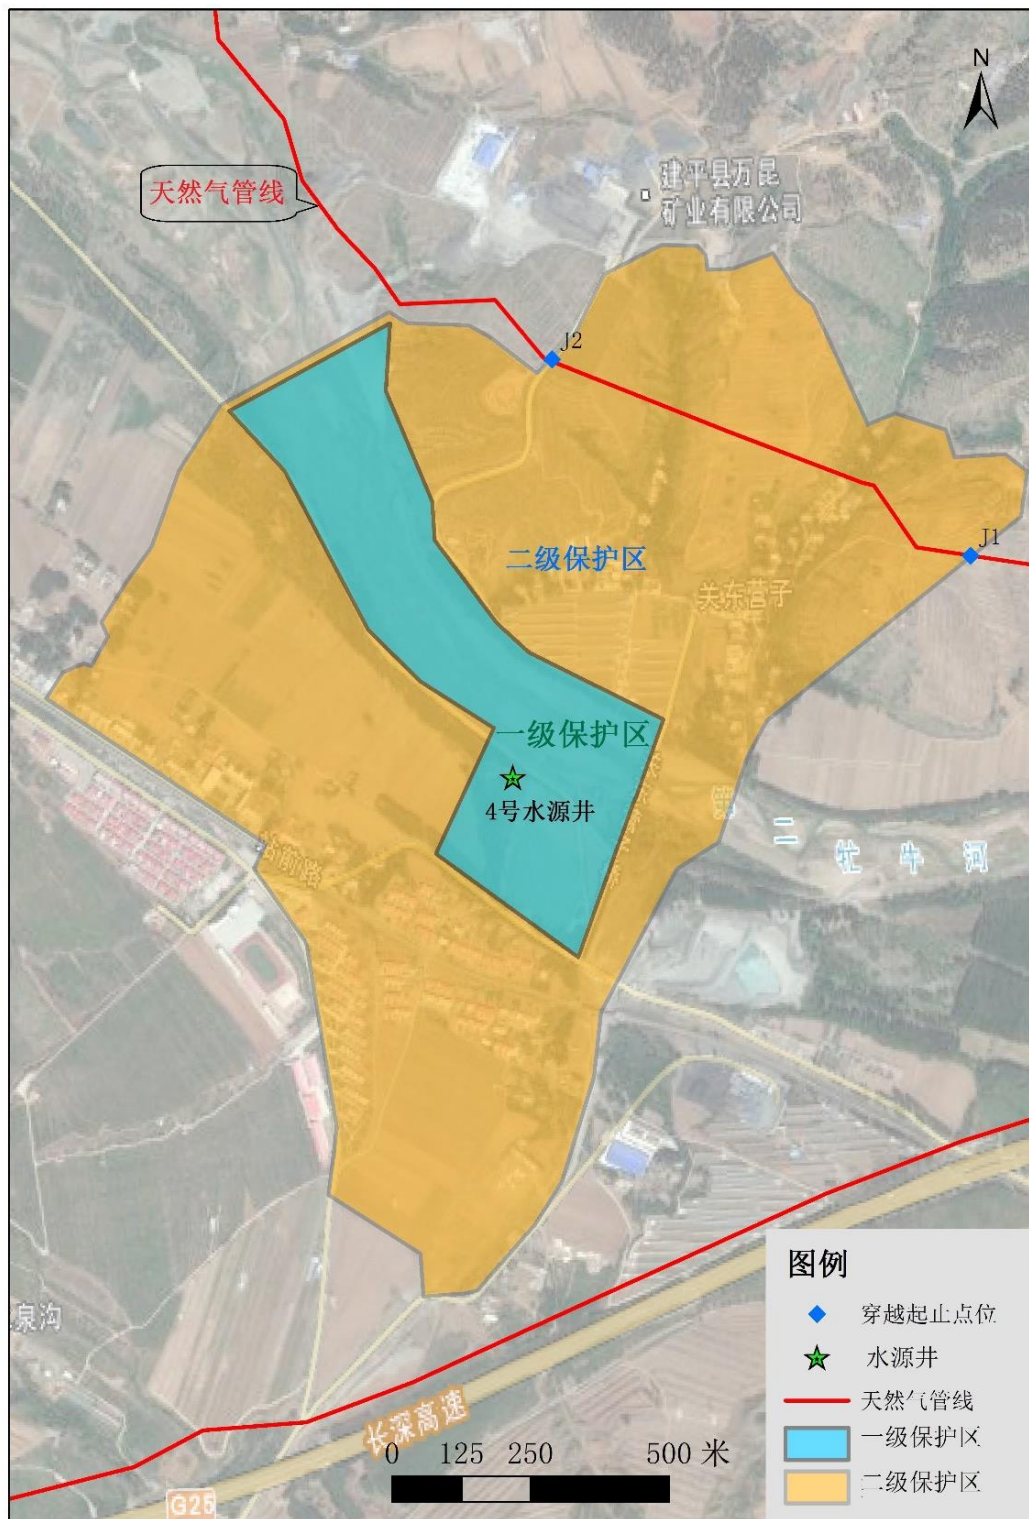 N
天然气管线
建平县万昆
矿业有限公司
J2
J1
二级保护区
关东营子
一级保护区
4号水源井
第二牤牛河
站前路
泉沟
长深高速
G25
0 125 250 500 米
图例
穿越起止点位
水源井
天然气管线
一级保护区
二级保护区